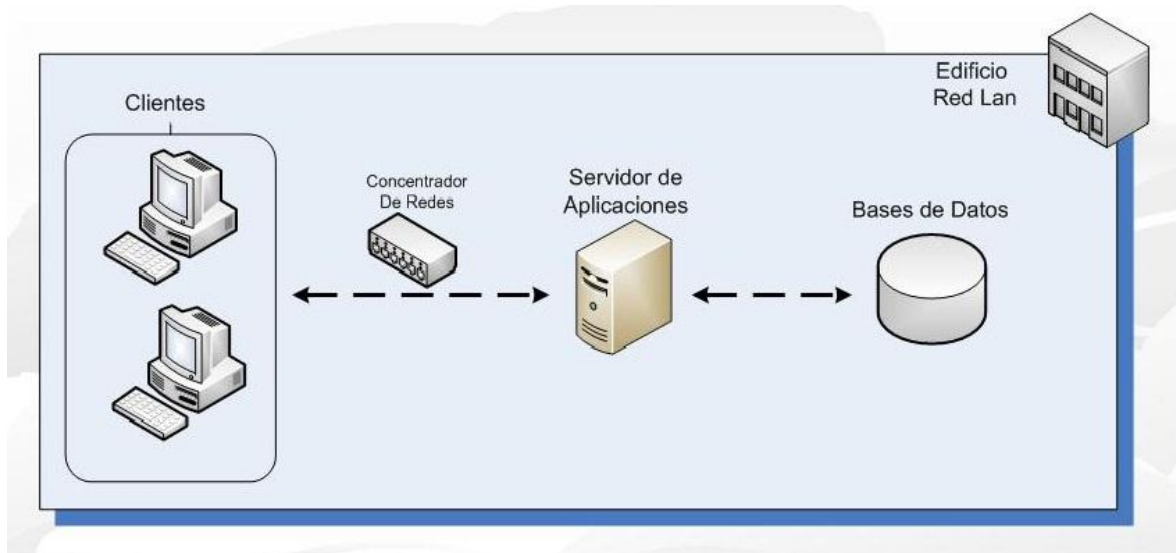 Edificio
Red Lan
Clientes
Concentrador
De Redes
Servidor de
Aplicaciones
Bases de Datos